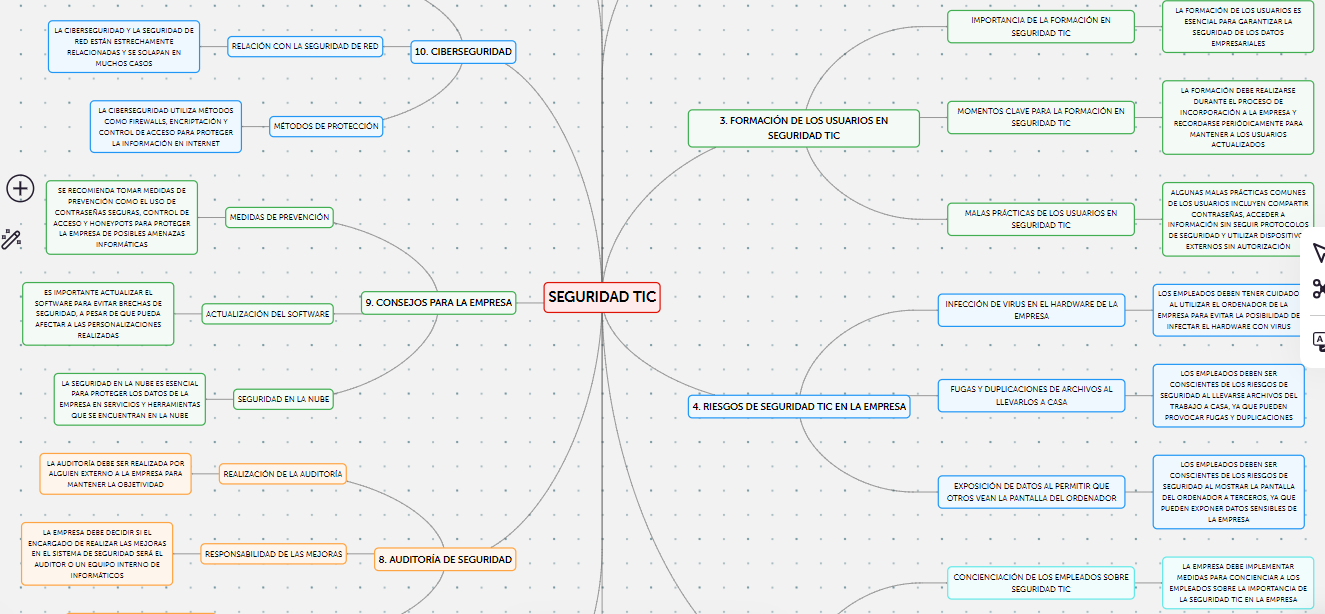 SEGURIDAD TIC
10. CIBERSEGURIDAD
RELACIÓN CON LA SEGURIDAD DE RED
LA CIBERSEGURIDAD Y LA SEGURIDAD DE
RED ESTÁN ESTRECHAMENTE
RELACIONADAS Y SE SOLAPAN EN
MUCHOS CASOS
MÉTODOS DE PROTECCIÓN
LA CIBERSEGURIDAD UTILIZA MÉTODOS
COMO FIREWALLS, ENCRIPTACIÓN Y
CONTROL DE ACCESO PARA PROTEGER
LA INFORMACIÓN EN INTERNET
9. CONSEJOS PARA LA EMPRESA
MEDIDAS DE PREVENCIÓN
SE RECOMIENDA TOMAR MEDIDAS DE
PREVENCIÓN COMO EL USO DE
CONTRASEÑAS SEGURAS, CONTROL DE
ACCESO Y HONEYPOTS PARA PROTEGER
LA EMPRESA DE POSIBLES AMENAZAS
INFORMÁTICAS
ACTUALIZACIÓN DEL SOFTWARE
ES IMPORTANTE ACTUALIZAR EL
SOFTWARE PARA EVITAR BRECHAS DE
SEGURIDAD, A PESAR DE QUE PUEDA
AFECTAR A LAS PERSONALIZACIONES
REALIZADAS
SEGURIDAD EN LA NUBE
LA SEGURIDAD EN LA NUBE ES ESENCIAL
PARA PROTEGER LOS DATOS DE LA
EMPRESA EN SERVICIOS Y HERRAMIENTAS
QUE SE ENCUENTRAN EN LA NUBE
8. AUDITORÍA DE SEGURIDAD
REALIZACIÓN DE LA AUDITORÍA
LA AUDITORÍA DEBE SER REALIZADA POR
ALGUIEN EXTERNO A LA EMPRESA PARA
MANTENER LA OBJETIVIDAD
RESPONSABILIDAD DE LAS MEJORAS
LA EMPRESA DEBE DECIDIR SI EL
ENCARGADO DE REALIZAR LAS MEJORAS
EN EL SISTEMA DE SEGURIDAD SERÁ EL
AUDITOR O UN EQUIPO INTERNO DE
INFORMÁTICOS
3. FORMACIÓN DE LOS USUARIOS EN
SEGURIDAD TIC
IMPORTANCIA DE LA FORMACIÓN EN
SEGURIDAD TIC
LA FORMACIÓN DE LOS USUARIOS ES
ESENCIAL PARA GARANTIZAR LA
SEGURIDAD DE LOS DATOS
EMPRESARIALES
MOMENTOS CLAVE PARA LA FORMACIÓN EN
SEGURIDAD TIC
LA FORMACIÓN DEBE REALIZARSE
DURANTE EL PROCESO DE
INCORPORACIÓN A LA EMPRESA Y
RECORDARSE PERIÓDICAMENTE PARA
MANTENER A LOS USUARIOS
ACTUALIZADOS
MALAS PRÁCTICAS DE LOS USUARIOS EN
SEGURIDAD TIC
ALGUNAS MALAS PRÁCTICAS COMUNES
DE LOS USUARIOS INCLUYEN COMPARTIR
CONTRASEÑAS, ACCEDER A
INFORMACIÓN SIN SEGUIR PROTOCOLOS
DE SEGURIDAD Y UTILIZAR DISPOSITIVO
EXTERNOS SIN AUTORIZACIÓN
4. RIESGOS DE SEGURIDAD TIC EN LA EMPRESA
INFECCIÓN DE VIRUS EN EL HARDWARE DE LA
EMPRESA
LOS EMPLEADOS DEBEN TENER CUIDADO
AL UTILIZAR EL ORDENADOR DE LA
EMPRESA PARA EVITAR LA POSIBILIDAD DE
INFECTAR EL HARDWARE CON VIRUS
FUGAS Y DUPLICACIONES DE ARCHIVOS AL
LLEVARLOS A CASA
LOS EMPLEADOS DEBEN SER
CONSCIENTES DE LOS RIESGOS DE
SEGURIDAD AL LLEVARSE ARCHIVOS DEL
TRABAJO A CASA, YA QUE PUEDEN
PROVOCAR FUGAS Y DUPLICACIONES
EXPOSICIÓN DE DATOS AL PERMITIR QUE
OTROS VEAN LA PANTALLA DEL ORDENADOR
LOS EMPLEADOS DEBEN SER
CONSCIENTES DE LOS RIESGOS DE
SEGURIDAD AL MOSTRAR LA PANTALLA
DEL ORDENADOR A TERCEROS, YA QUE
PUEDEN EXPONER DATOS SENSIBLES DE
LA EMPRESA
CONCIENCIACIÓN DE LOS EMPLEADOS SOBRE
SEGURIDAD TIC
LA EMPRESA DEBE IMPLEMENTAR
MEDIDAS PARA CONCIENCIAR A LOS
EMPLEADOS SOBRE LA IMPORTANCIA DE
LA SEGURIDAD TIC EN LA EMPRESA
A